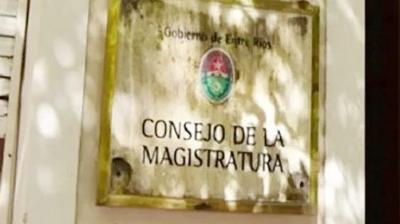 Gobierno de Entre Ríos
CONSEJO DE LA
MAGISTRATURA